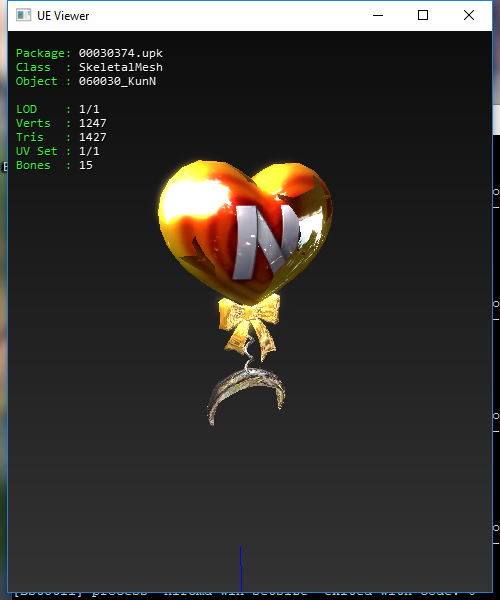 UE Viewer
Package: 00030374.upk
Class : SkeletalMesh
Object : 060030_KunN
LOD : 1/1
Verts : 1247
Tris : 1427
UV Set : 1/1
Bones : 15
N